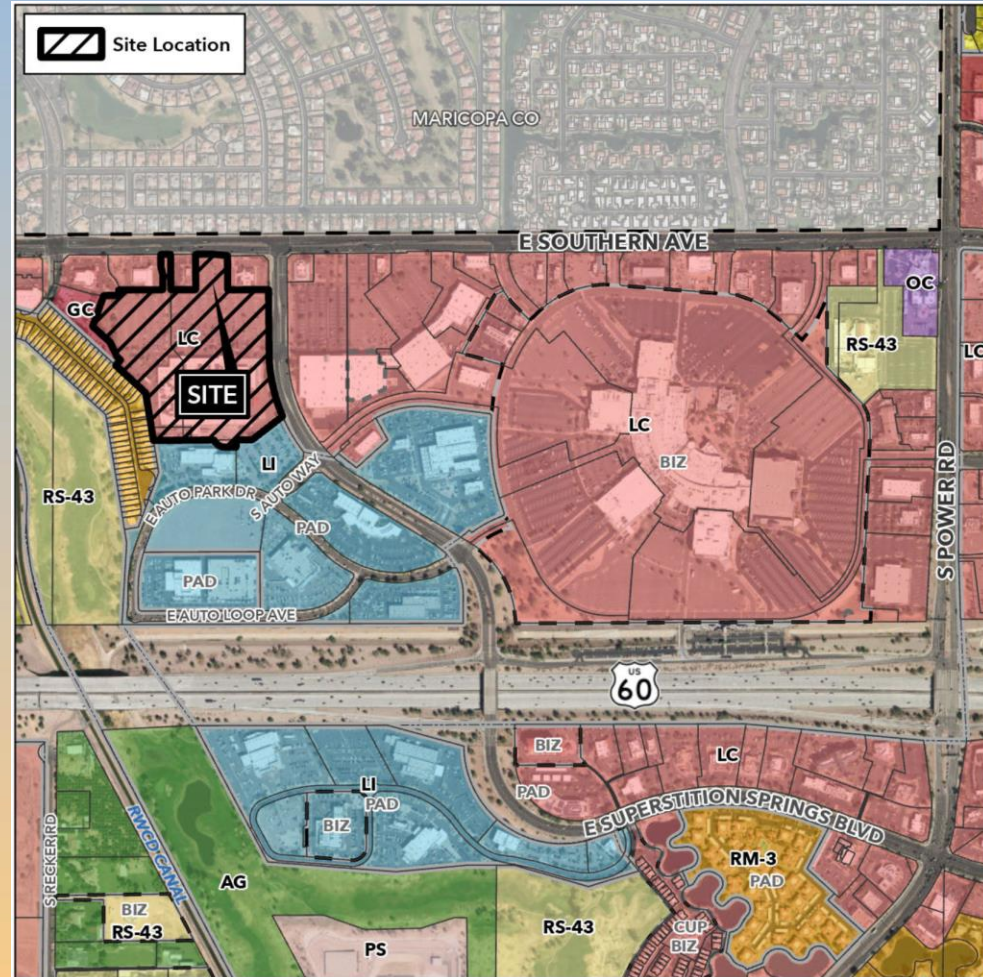 Site Location
MARICOPA CO
E SOUTHERN AVE
GC
LC
SITE
OC
RS-43
LC
LC
BIZ
RS-43
LI
E AUTO PARK DR
S AUTO WAY
PAD
PAD
E AUTO LOOP AVE
S POWER RD
US
60
BIZ
LC
PAD
LI
PAD
BIZ
E SUPERSTITION SPRINGS BLVD
S RECKER RD
RWCD CANAL
AG
RM-3
PAD
BIZ
RS-43
RS-43
CUP
BIZ
PS